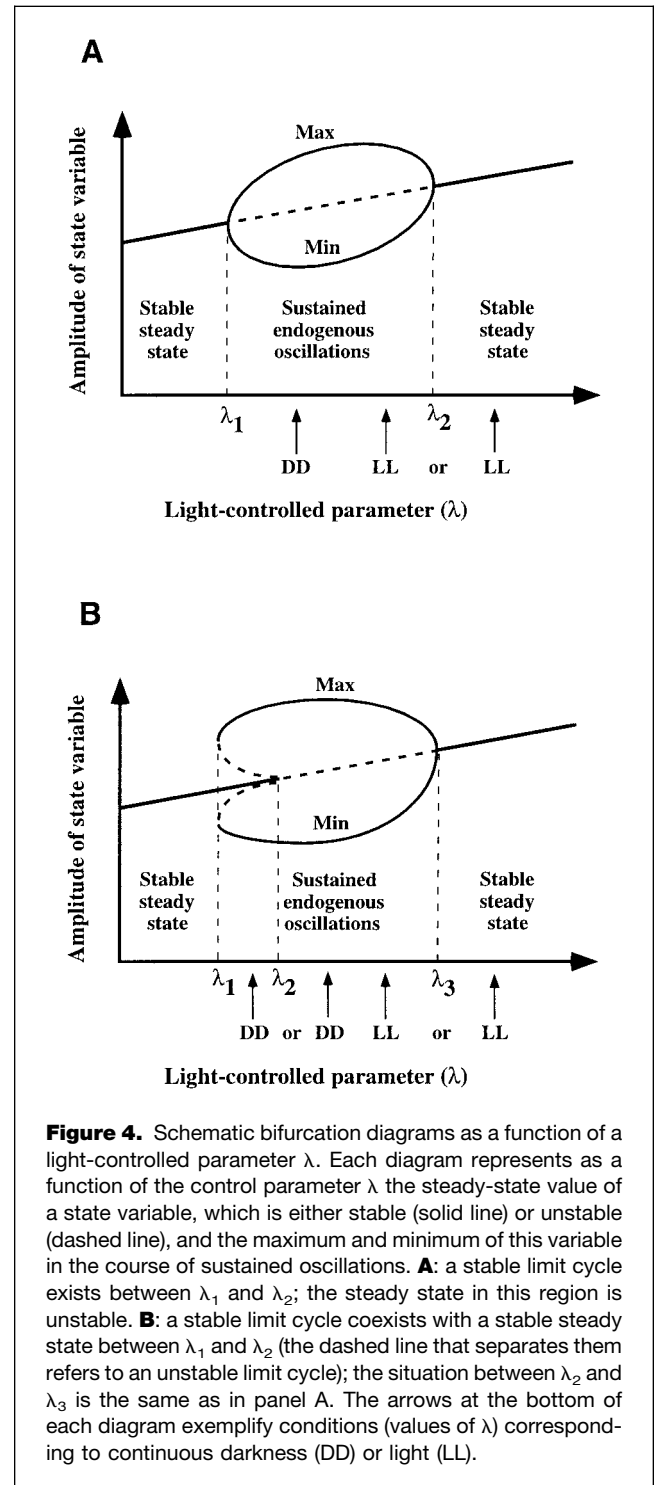 A
Amplitude of state variable
Max
Min
Stable
steady
state
Sustained
endogenous
oscillations
Stable
steady
state
λ1
λ2
DD
LL or LL
Light-controlled parameter (λ)
B
Amplitude of state variable
Max
Min
Stable
steady
state
Sustained
endogenous
oscillations
Stable
steady
state
λ1
λ2
λ3
DD or DD
LL or LL
Light-controlled parameter (λ)
Figure 4. Schematic bifurcation diagrams as a function of a
light-controlled parameter λ. Each diagram represents as a
function of the control parameter λ the steady-state value of
a state variable, which is either stable (solid line) or unstable
(dashed line), and the maximum and minimum of this variable
in the course of sustained oscillations. A: a stable limit cycle
exists between λ1 and λ2; the steady state in this region is
unstable. B: a stable limit cycle coexists with a stable steady
state between λ1 and λ2 (the dashed line that separates them
refers to an unstable limit cycle); the situation between λ2 and
λ3 is the same as in panel A. The arrows at the bottom of
each diagram exemplify conditions (values of λ) correspond-
ing to continuous darkness (DD) or light (LL).